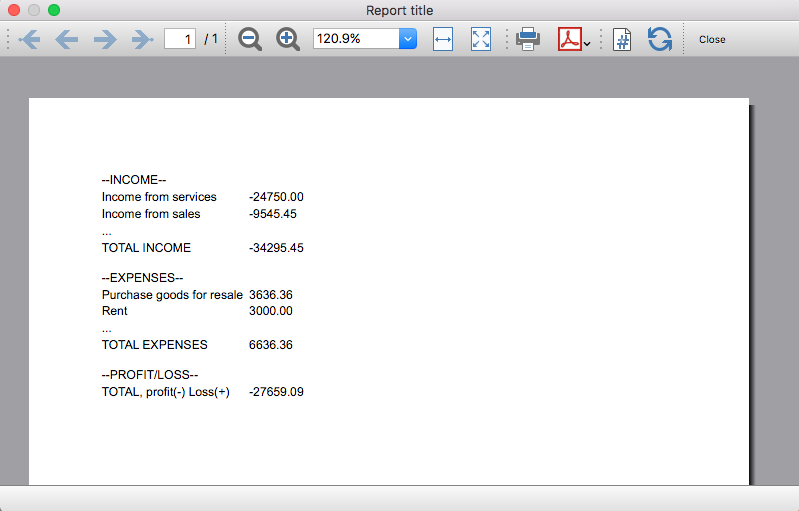 Report title
1 / 1 120.9% # Close
--INCOME--
Income from services -24750.00
Income from sales -9545.45
...
TOTAL INCOME -34295.45
--EXPENSES--
Purchase goods for resale 3636.36
Rent 3000.00
...
TOTAL EXPENSES 6636.36
--PROFIT/LOSS--
TOTAL, profit(-) Loss(+) -27659.09